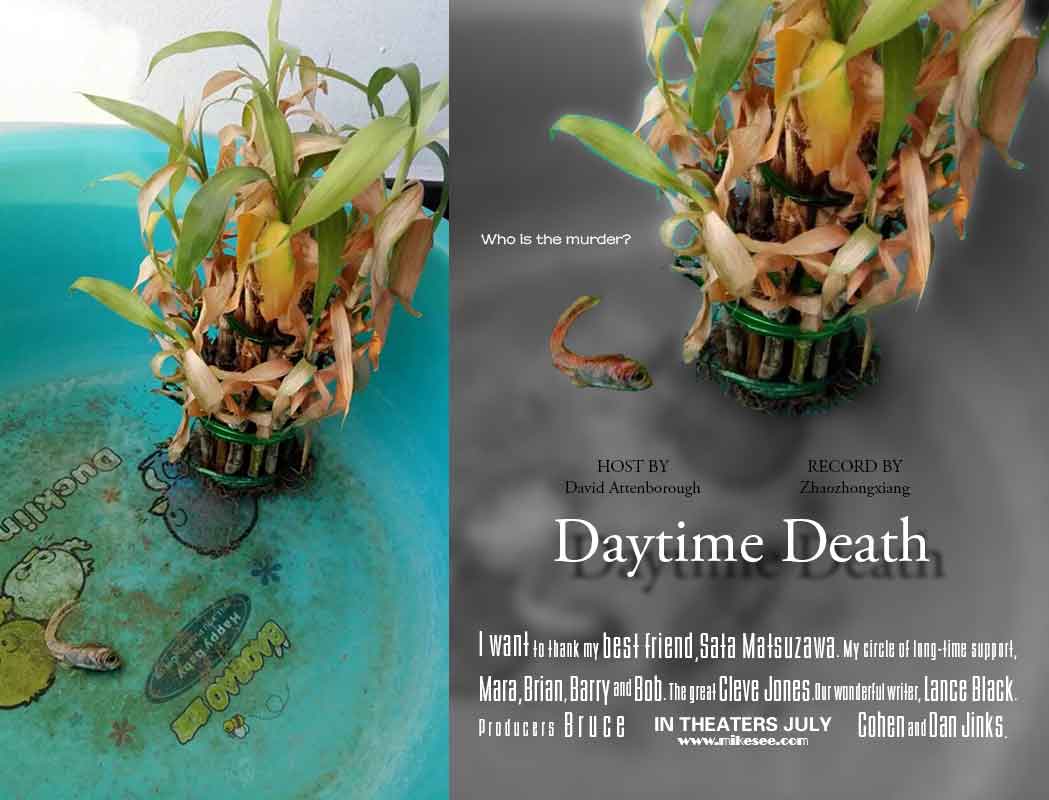 Ducklin
Happy Baby
BAOBAO
Who is the murder?
HOST BY
David Attenborough
RECORD BY
Zhaozhongxiang
Daytime Death
I want to thank my best friend,Sata Matsuzawa. My circle of long-time support,
Mara,Brian,Barry and Bob. The great Cleve Jones.Our wonderful writer, Lance Black.
Producers Bruce IN THEATERS JULY Cohen and Dan Jinks.
www.mikesee.com